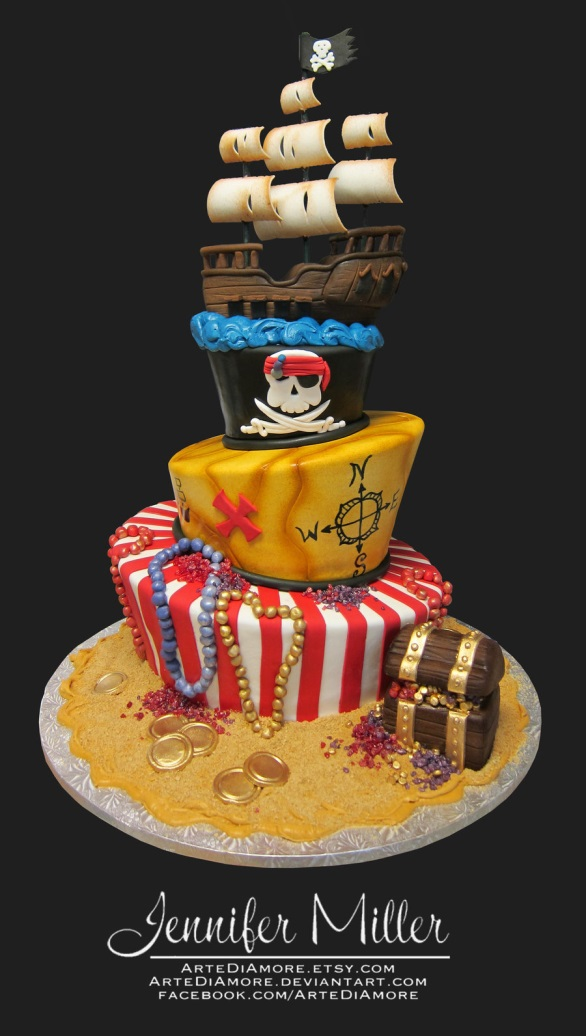 N
W E
S
Jennifer Miller
ArteDiAmore.etsy.com
ArteDiAmore.deviantart.com
facebook.com/ArteDiAmore